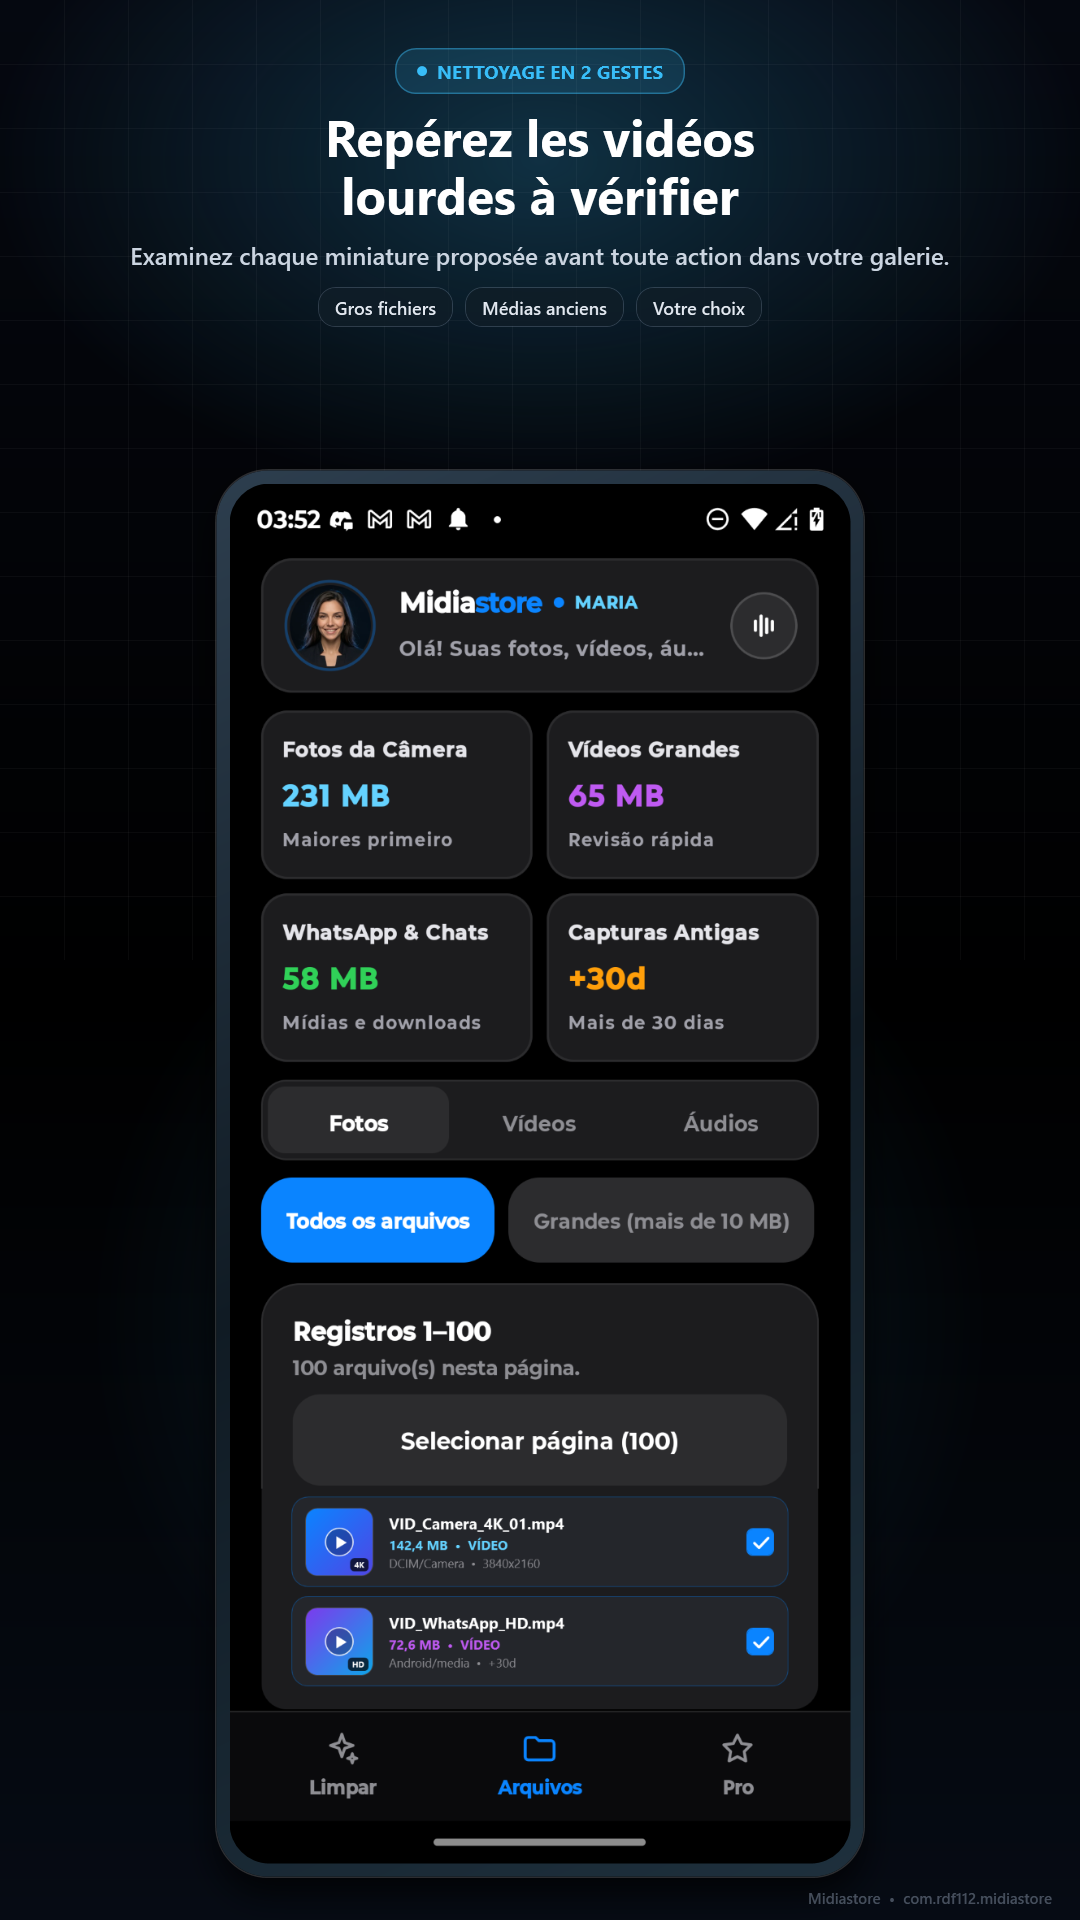 NETTOYAGE EN 2 GESTES
Repérez les vidéos
lourdes à vérifier
Examinez chaque miniature proposée avant toute action dans votre galerie.
Gros fichiers
Médias anciens
Votre choix
03:52
Midiastore • MARIA
Olá! Suas fotos, vídeos, áu...
Fotos da Câmera
231 MB
Maiores primeiro
Vídeos Grandes
65 MB
Revisão rápida
WhatsApp & Chats
58 MB
Mídias e downloads
Capturas Antigas
+30d
Mais de 30 dias
Fotos
Vídeos
Áudios
Todos os arquivos
Grandes (mais de 10 MB)
Registros 1–100
100 arquivo(s) nesta página.
Selecionar página (100)
VID_Camera_4K_01.mp4
142,4 MB • VÍDEO
DCIM/Camera • 3840x2160
4K
VID_WhatsApp_HD.mp4
72,6 MB • VÍDEO
Android/media • +30d
HD
Limpar
Arquivos
Pro
Midiastore • com.rdf112.midiastore